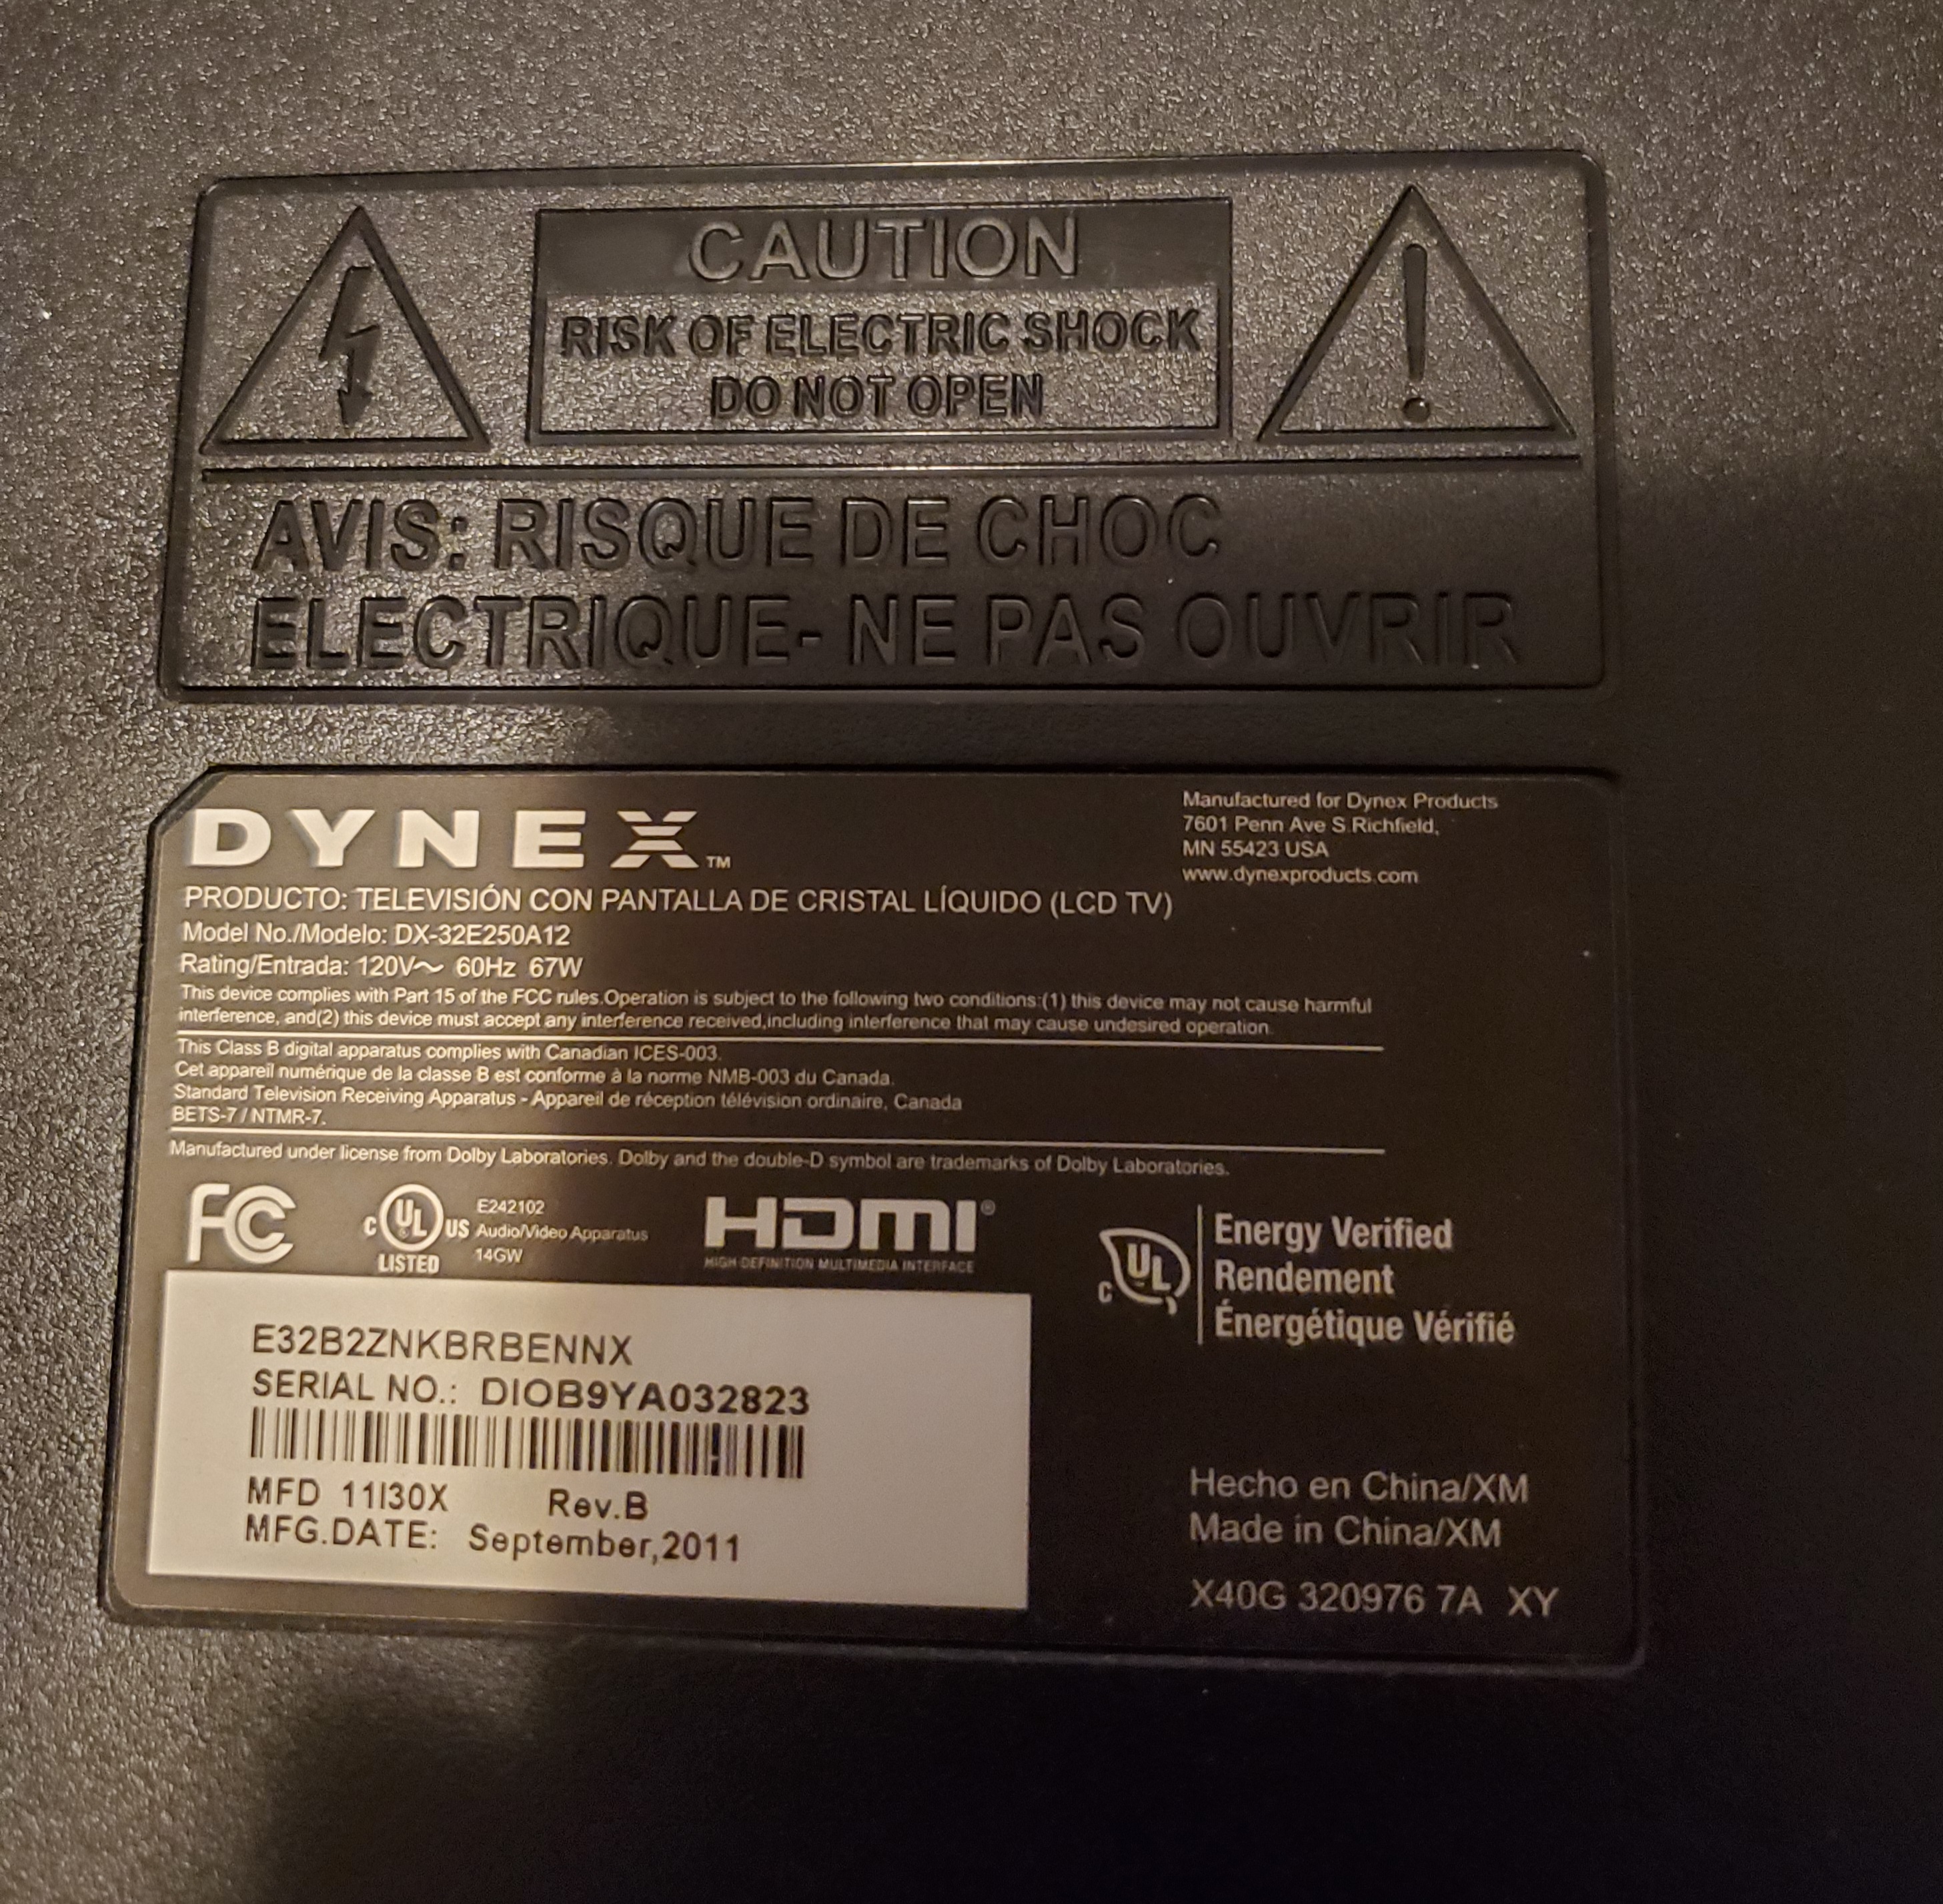 CAUTION
RISK OF ELECTRIC SHOCK
DO NOT OPEN
AVIS: RISQUE DE CHOC
ELECTRIQUE- NE PAS OUVRIR
DYNEX™
Manufactured for Dynex Products
7601 Penn Ave S.Richfield,
MN 55423 USA
www.dynexproducts.com
PRODUCTO: TELEVISIÓN CON PANTALLA DE CRISTAL LÍQUIDO (LCD TV)
Model No./Modelo: DX-32E250A12
Rating/Entrada: 120V~ 60Hz 67W
This device complies with Part 15 of the FCC rules.Operation is subject to the following two conditions:(1) this device may not cause harmful
interference, and(2) this device must accept any interference received,including interference that may cause undesired operation.
This Class B digital apparatus complies with Canadian ICES-003.
Cet appareil numérique de la classe B est conforme à la norme NMB-003 du Canada.
Standard Television Receiving Apparatus - Appareil de réception télévision ordinaire, Canada
BETS-7 / NTMR-7.
Manufactured under license from Dolby Laboratories. Dolby and the double-D symbol are trademarks of Dolby Laboratories.
FC
C UL US
LISTED
E242102
Audio/Video Apparatus
14GW
HDMI®
HIGH-DEFINITION MULTIMEDIA INTERFACE
C UL
Energy Verified
Rendement
Énergétique Vérifié
E32B2ZNKBRBENNX
SERIAL NO.: DIOB9YA032823
MFD 11I30X Rev.B
MFG.DATE: September,2011
Hecho en China/XM
Made in China/XM
X40G 320976 7A XY